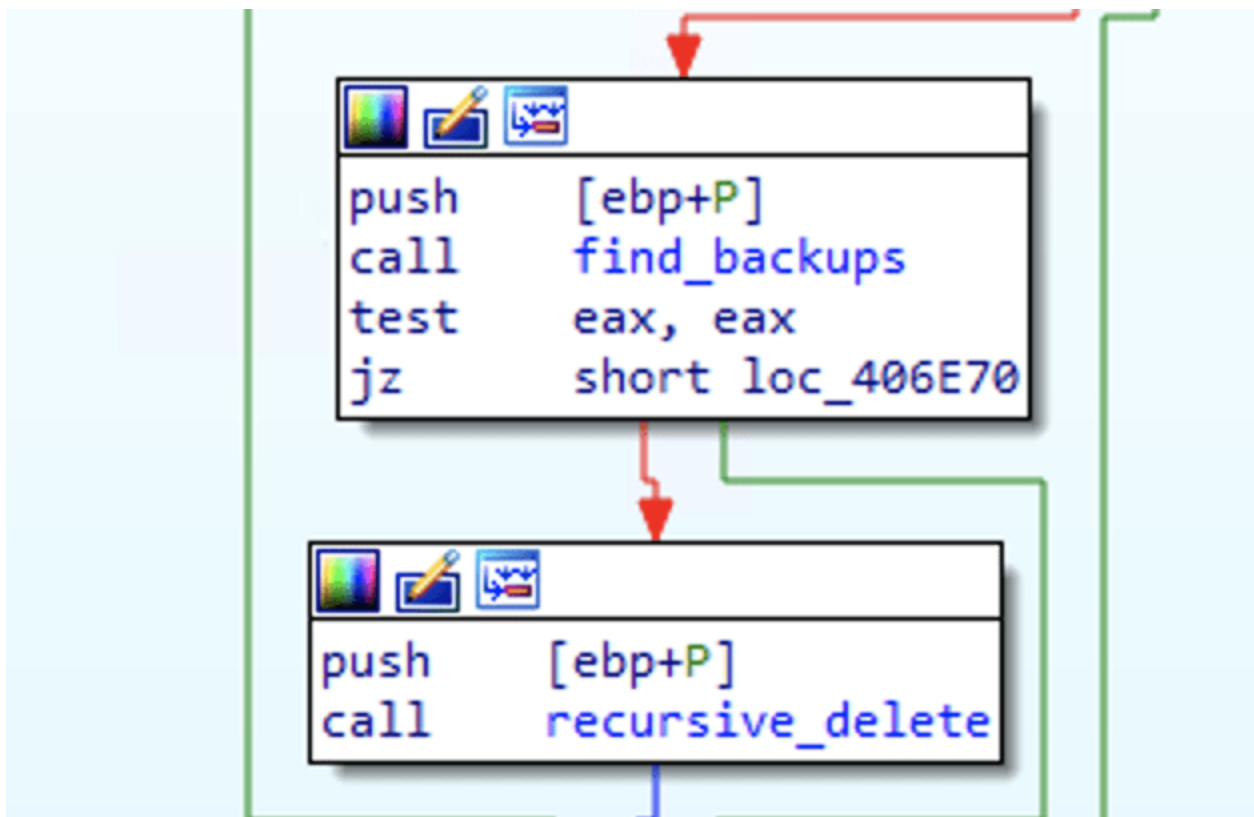 push [ebp+P]
call find_backups
test eax, eax
jz short loc_406E70
push [ebp+P]
call recursive_delete